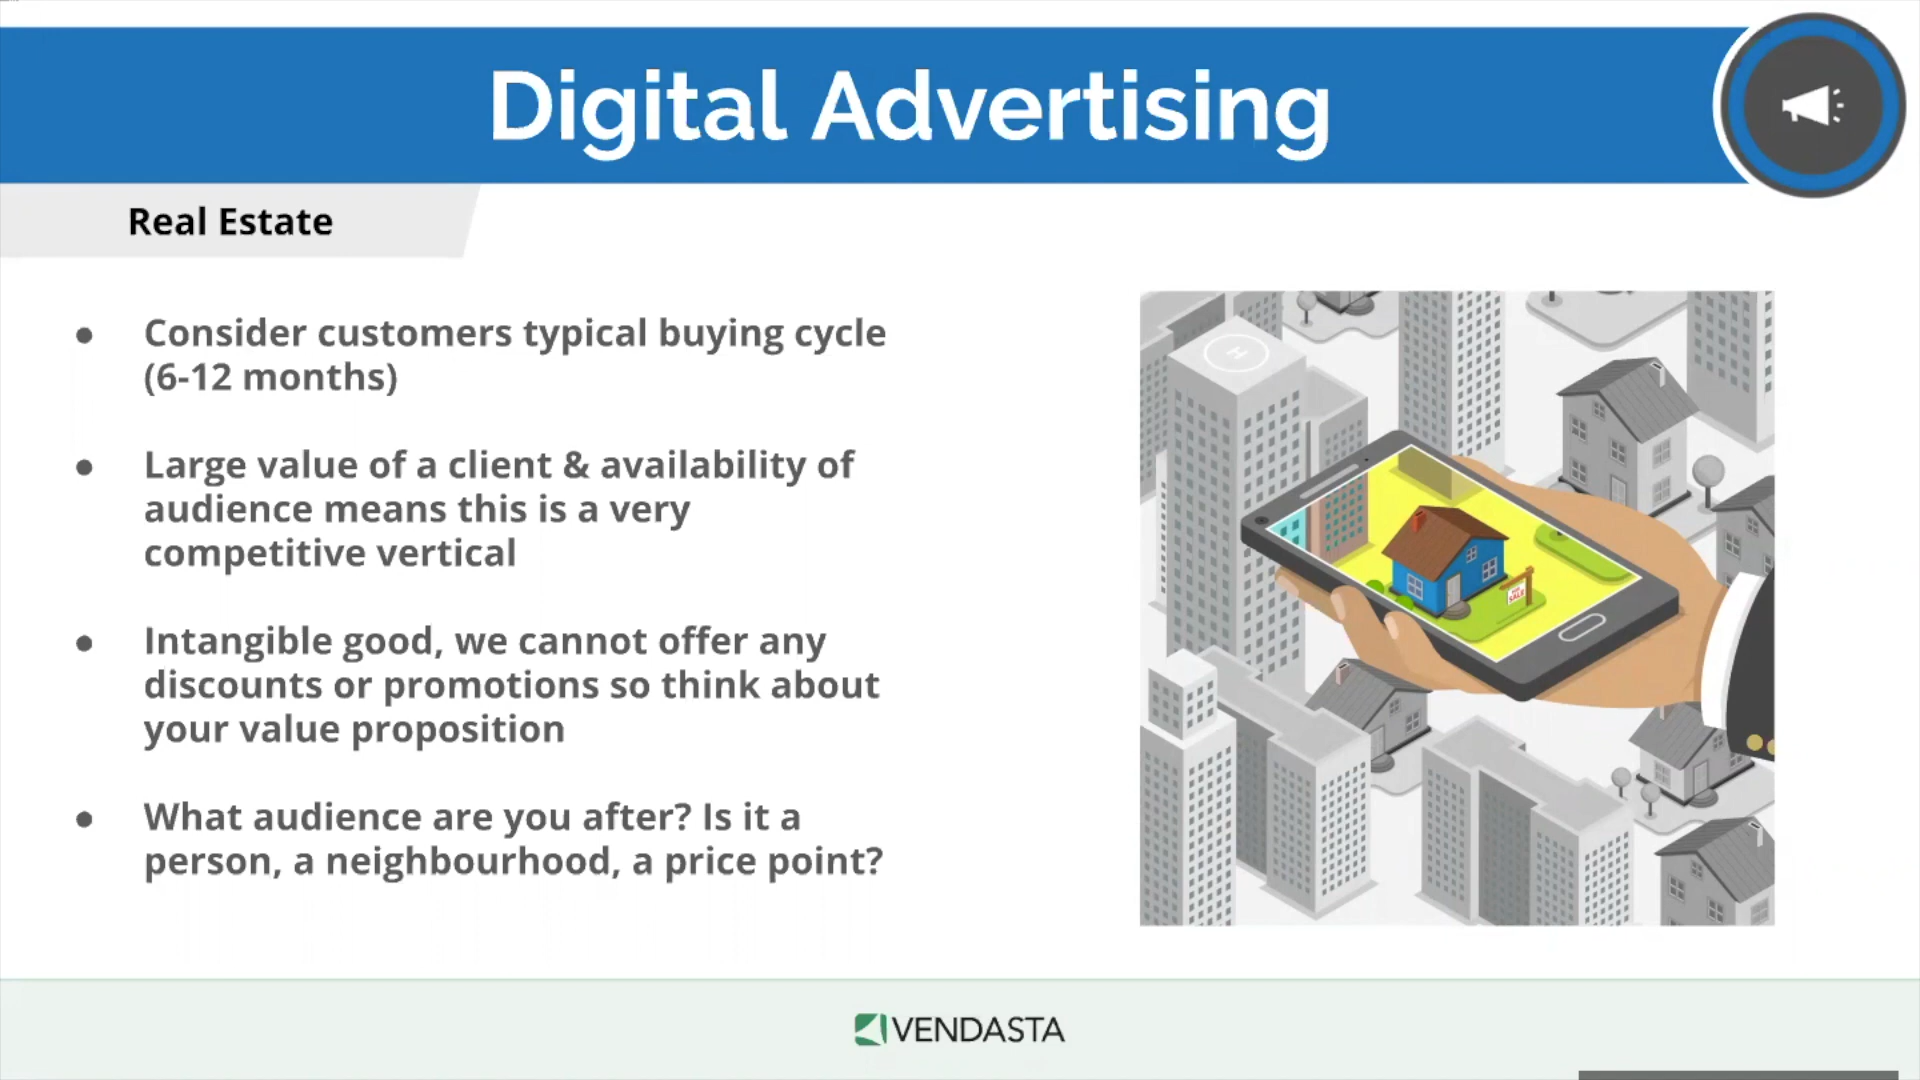 Digital Advertising
Real Estate
● Consider customers typical buying cycle
(6-12 months)
● Large value of a client & availability of
audience means this is a very
competitive vertical
● Intangible good, we cannot offer any
discounts or promotions so think about
your value proposition
● What audience are you after? Is it a
person, a neighbourhood, a price point?
H
SALE
VENDASTA